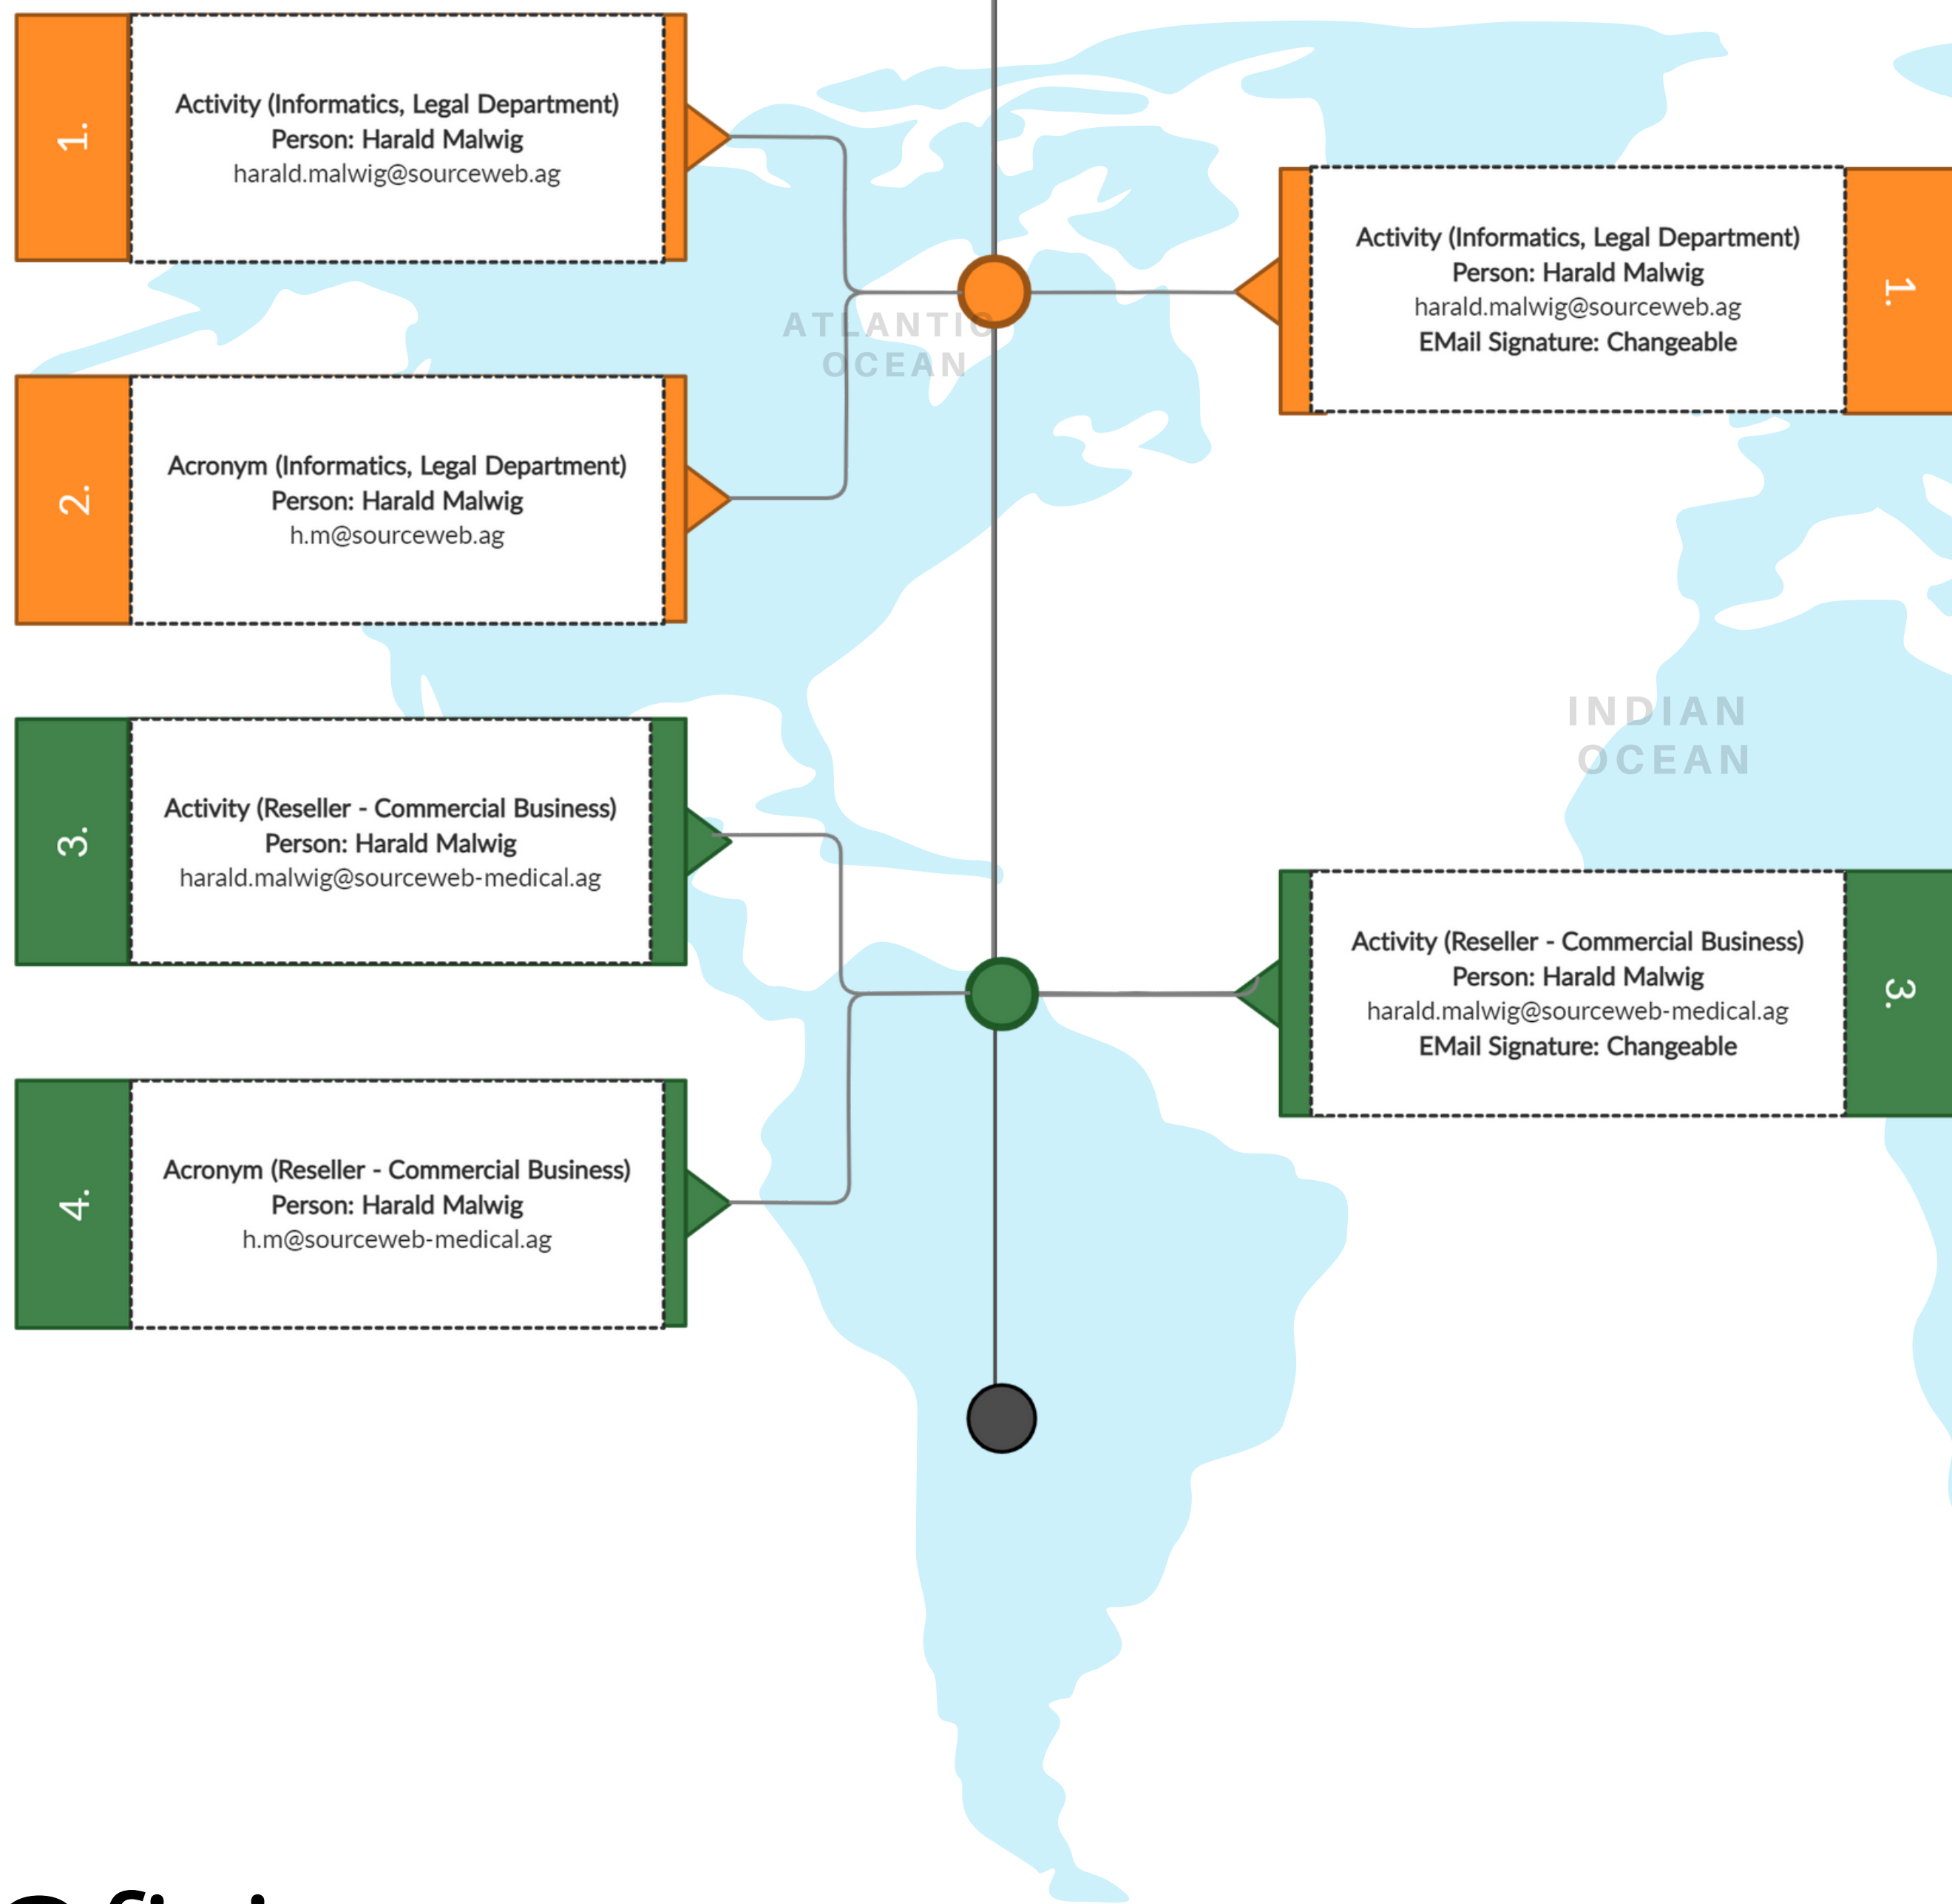 1.
Activity (Informatics, Legal Department)
Person: Harald Malwig
harald.malwig@sourceweb.ag
2.
Acronym (Informatics, Legal Department)
Person: Harald Malwig
h.m@sourceweb.ag
3.
Activity (Reseller - Commercial Business)
Person: Harald Malwig
harald.malwig@sourceweb-medical.ag
4.
Acronym (Reseller - Commercial Business)
Person: Harald Malwig
h.m@sourceweb-medical.ag
ATLANTIC
OCEAN
Activity (Informatics, Legal Department)
Person: Harald Malwig
harald.malwig@sourceweb.ag
EMail Signature: Changeable
1.
INDIAN
OCEAN
Activity (Reseller - Commercial Business)
Person: Harald Malwig
harald.malwig@sourceweb-medical.ag
EMail Signature: Changeable
3.